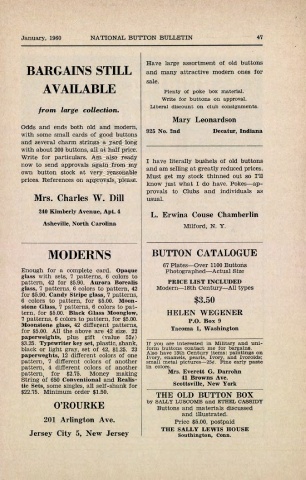 January, 1960 NATIONAL BUTTON BULLETIN 47
BARGAINS STILL
AVAILABLE
from large collection.
Odds and ends both old and modern,
with some small cards of good buttons
and several charm strings a yard long
with about 200 buttons, all at half price.
Write for particulars. Am also ready
now to send approvals again from my
own button stock at very reasonable
prices. References on approvals, please.
Mrs. Charles W. Dill
240 Kimberly Avenue, Apt. 4
Asheville, North Carolina
MODERNS
Enough for a complete card. Opaque
glass with sets, 7 patterns, 6 colors to
pattern, 42 for $5.90. Aurora Borealis
glass, 7 patterns, 6 colors to pattern, 42
for $5.90. Candy Stripe glass, 7 patterns,
6 colors to pattern, for $5.00. Moon-
stone Glass, 7 patterns, 6 colors to pat-
tern, for $5.00. Black Glass Moonglow,
7 patterns, 6 colors to pattern, for $5.00.
Moonstone glass, 42 different patterns,
for $5.00. All the above are 42 size. 22
paperweights, plus gift (value 52c)
$3.25. Typewriter key set, plastic, shank,
black or light gray, set of 42, $1.25. 23
paperweights, 12 different colors of one
pattern, 7 different colors of another
pattern, 4 different colors of another
pattern, for $2.75. Money making
String of 650 Conventional and Realis-
tic Sets, some singles, all self-shank for
$22.75. Minimum order $1.50.
O'ROURKE
201 Arlington Ave.
Jersey City 5, New Jersey
Have large assortment of old buttons
and many attractive modern ones for
sale.
Plenty of poke box material.
Write for buttons on approval.
Liberal discount on club consignments.
Mary Leonardson
925 No. 2nd Decatur, Indiana
I have literally bushels of old buttons
and am selling at greatly reduced prices.
Must get my stock thinned out so I'll
know just what I do have. Pokes—ap-
provals to Clubs and individuals as
usual.
L. Erwina Couse Chamberlin
Milford, N. Y.
BUTTON CATALOGUE
67 Plates—Over 1100 Buttons
Photographed—Actual Size
PRICE LIST INCLUDED
Modern—18th Century—All types
$3.50
HELEN WEGENER
P.O. Box 9
Tacoma 1, Washington
If you are interested in Military and uni-
form buttons contact me for bargains.
Also have 18th Century items; paintings on
ivory, enamels, pearls, ivory, and ivoroids;
small metal pictures—25c. Two early paste
in colors.
Mrs. Everett G. Darrohn
41 Browns Ave.
Scottsville, New York
THE OLD BUTTON BOX
by SALLY LUSCOMB and ETHEL CASSIDY
Buttons and materials discussed
and illustrated.
Price $5.00, postpaid
THE SALLY LEWIS HOUSE
Southington, Conn.